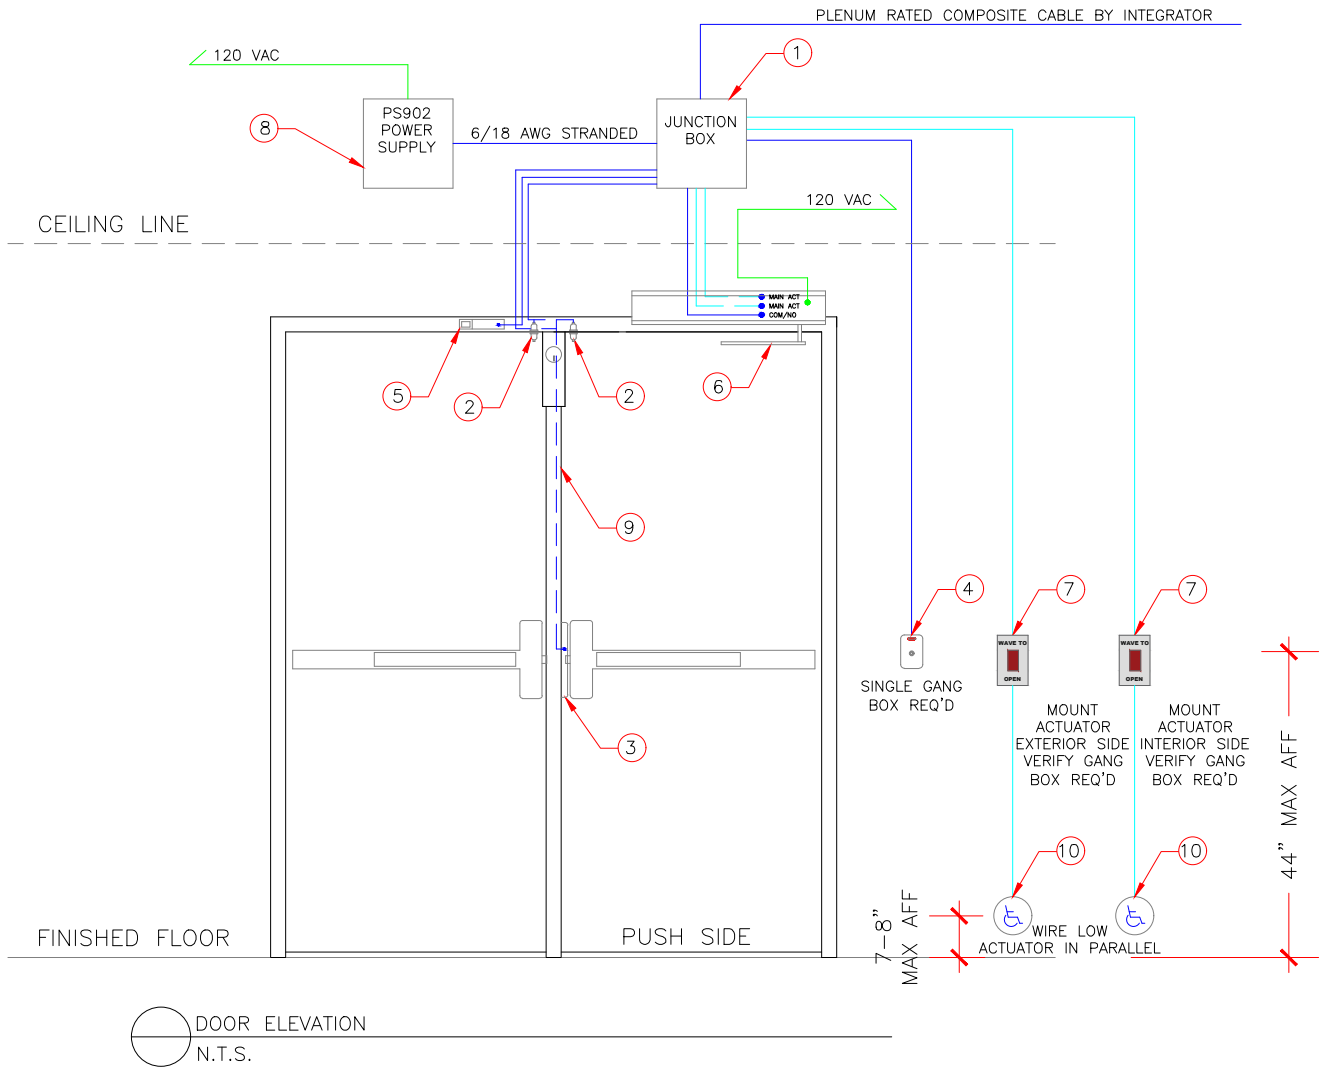 PLENUM RATED COMPOSITE CABLE BY INTEGRATOR
120 VAC
1
PS902
POWER
SUPPLY
8
6/18 AWG STRANDED
JUNCTION
BOX
120 VAC
CEILING LINE
MAIN ACT
MAIN ACT
COM/NO
5
2
2
6
9
4
7
7
WAVE TO
OPEN
WAVE TO
OPEN
SINGLE GANG
BOX REQ'D
MOUNT
ACTUATOR
EXTERIOR SIDE
VERIFY GANG
BOX REQ'D
MOUNT
ACTUATOR
INTERIOR SIDE
VERIFY GANG
BOX REQ'D
3
44" MAX AFF
10
10
7-8"
MAX AFF
WIRE LOW
ACTUATOR IN PARALLEL
FINISHED FLOOR
PUSH SIDE
DOOR ELEVATION
N.T.S.